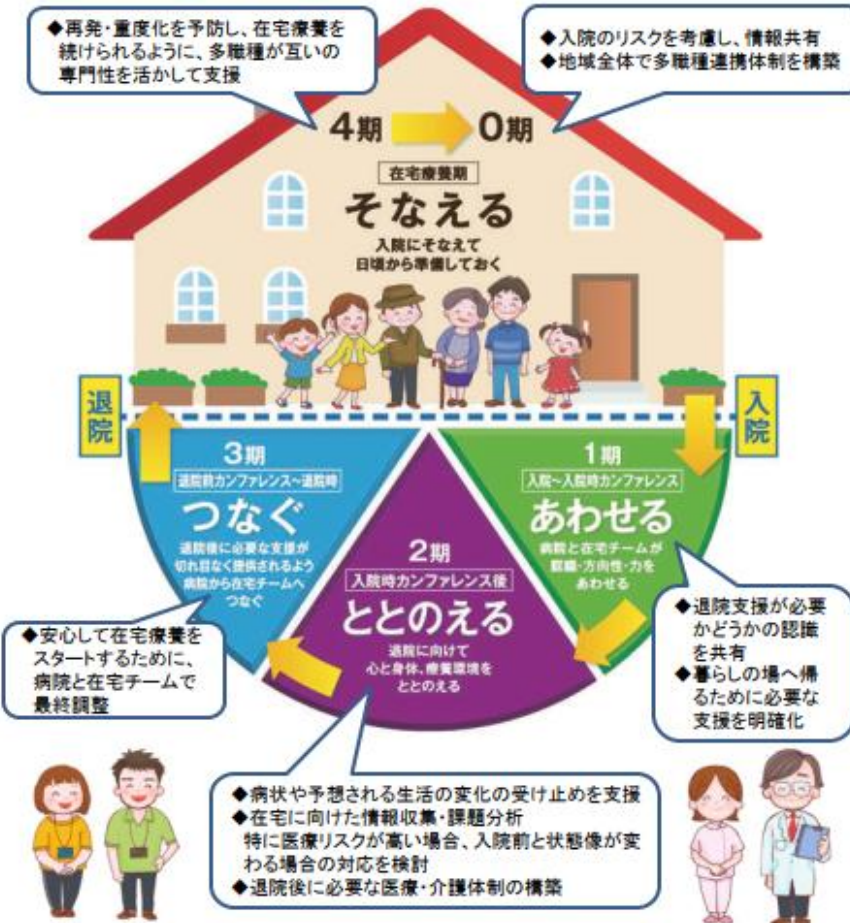 ◆再発・重度化を予防し、在宅療養を
続けられるように、多職種が互いの
専門性を活かして支援
◆入院のリスクを考慮し、情報共有
◆地域全体で多職種連携体制を構築
4期
0期
在宅療養期
そなえる
入院にそなえて
日頃から準備しておく
退院
入院
3期
退院前カンファレンス~退院時
つなぐ
退院後に必要な支援が
切れ目なく提供されるよう
病院から在宅チームへ
つなぐ
2期
入院時カンファレンス後
ととのえる
退院に向けて
心と身体、療養環境を
ととのえる
1期
入院~入院時カンファレンス
あわせる
病院と在宅チームが
認識・方向性・力を
あわせる
◆安心して在宅療養を
スタートするために、
病院と在宅チームで
最終調整
◆退院支援が必要
かどうかの認識
を共有
◆暮らしの場へ帰
るために必要な
支援を明確化
◆病状や予想される生活の変化の受け止めを支援
◆在宅に向けた情報収集・課題分析
特に医療リスクが高い場合、入院前と状態像が変
わる場合の対応を検討
◆退院後に必要な医療・介護体制の構築